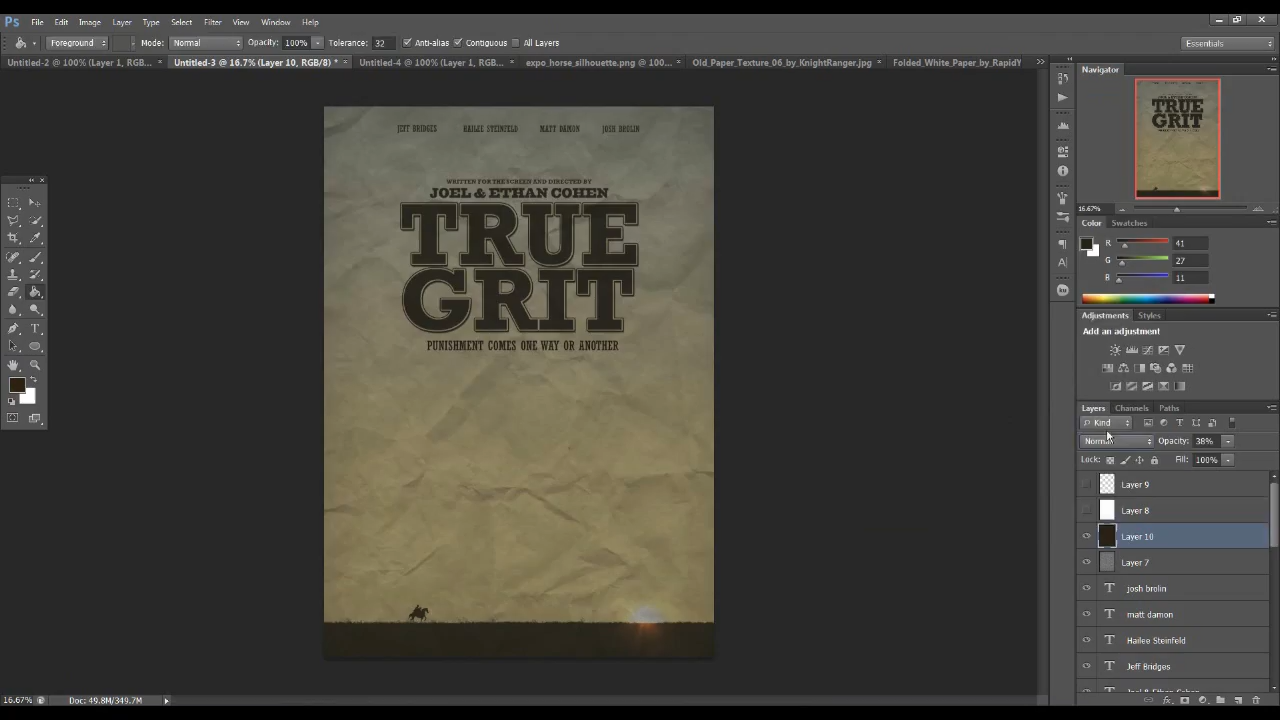 Ps File Edit Image Layer Type Select Filter View Window Help
Foreground Mode: Normal Opacity: 100% Tolerance: 32 Anti-alias Contiguous All Layers Essentials
Untitled-2 @ 100% (Layer 1, RGB... × Untitled-3 @ 16.7% (Layer 10, RGB/8) * × Untitled-4 @ 100% (Layer 1, RGB... × expo_horse_silhouette.png @ 100... × Old_Paper_Texture_06_by_KnightRanger.jpg × Folded_White_Paper_by_RapidY
Navigator
JEFF BRIDGES HAILEE STEINFELD MATT DAMON JOSH BROLIN
WRITTEN FOR THE SCREEN AND DIRECTED BY
JOEL & ETHAN COHEN
TRUE
GRIT
PUNISHMENT COMES ONE WAY OR ANOTHER
TRUE
GRIT
16.67%
Color Swatches
R 41
G 27
B 11
Adjustments Styles
Add an adjustment
Layers Channels Paths
Kind
Normal Opacity: 38%
Lock: Fill: 100%
Layer 9
Layer 8
Layer 10
Layer 7
josh brolin
matt damon
Hailee Steinfeld
Jeff Bridges
16.67% Doc: 49.8M/349.7M